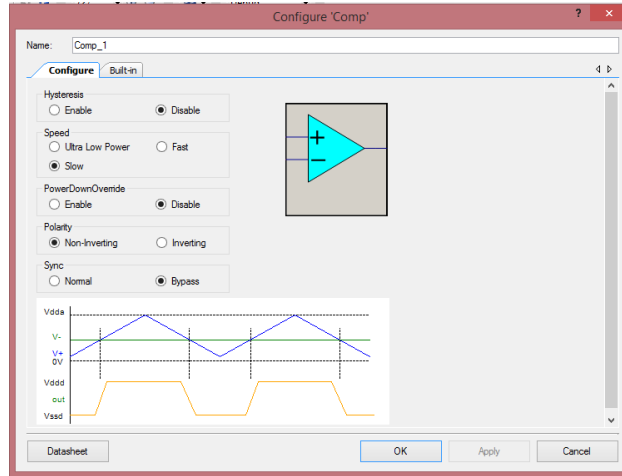 Configure 'Comp'
?
×
Name: Comp_1
Configure Built-in
Hysteresis
Enable Disable
Speed
Ultra Low Power Fast
Slow
PowerDownOverride
Enable Disable
Polarity
Non-Inverting Inverting
Sync
Normal Bypass
+
−
Vdda
V-
V+
0V
Vddd
out
Vssd
Datasheet OK Apply Cancel